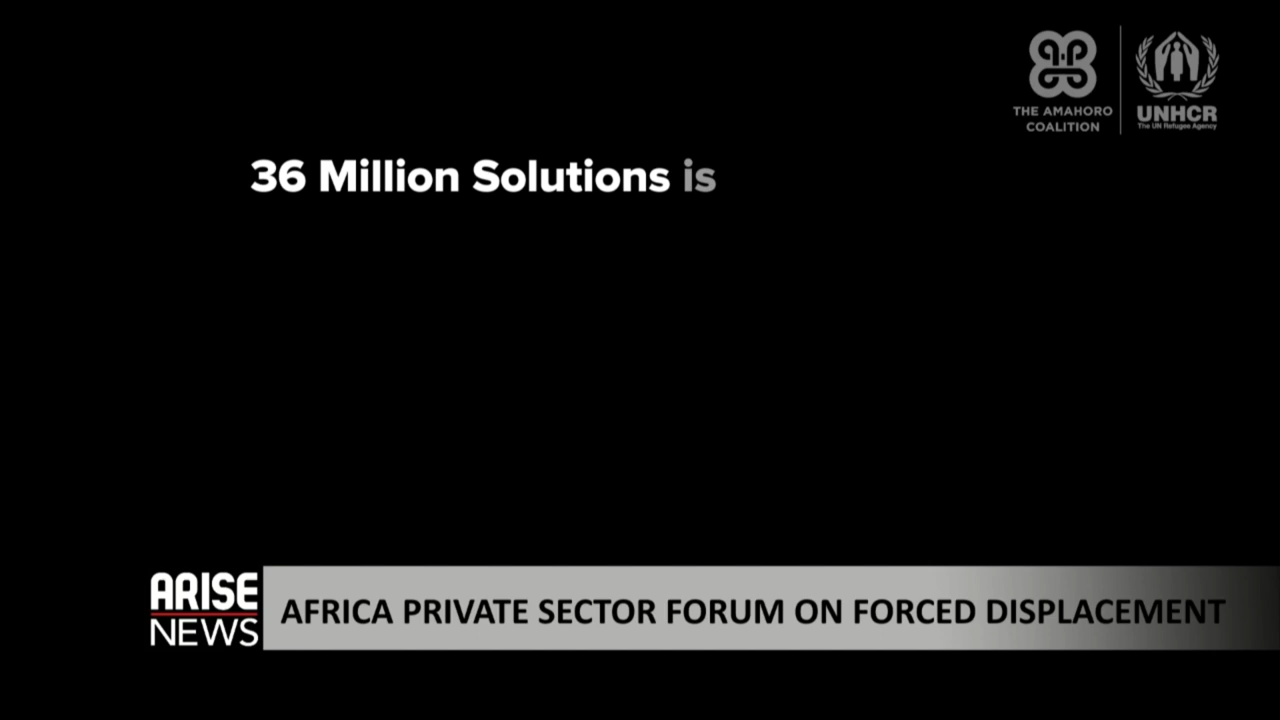 THE AMAHORO
COALITION
UNHCR
The UN Refugee Agency
36 Million Solutions is
ARISE
NEWS
AFRICA PRIVATE SECTOR FORUM ON FORCED DISPLACEMENT